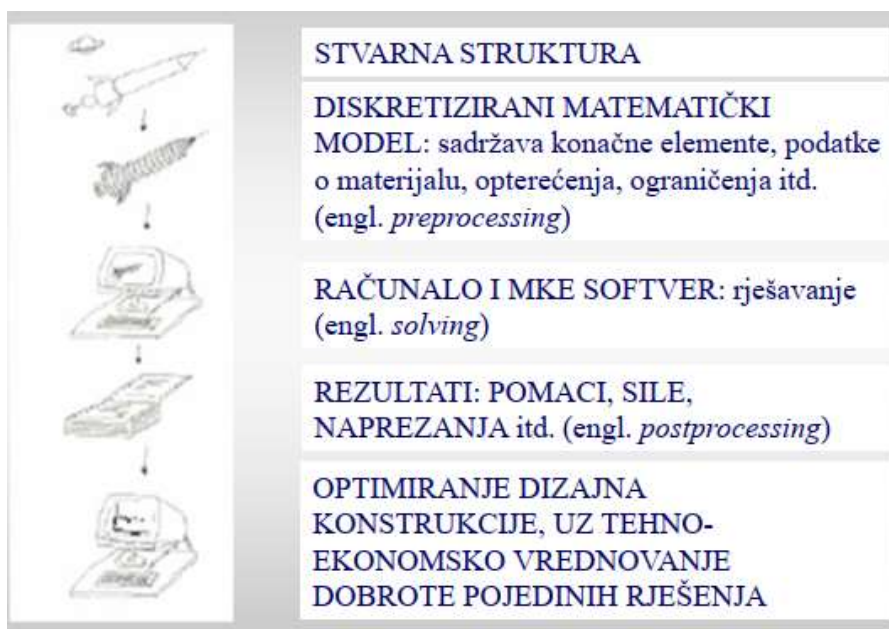 STVARNA STRUKTURA
DISKRETIZIRANI MATEMATIČKI
MODEL: sadržava konačne elemente, podatke
o materijalu, opterećenja, ograničenja itd.
(engl. preprocessing)
RAČUNALO I MKE SOFTVER: rješavanje
(engl. solving)
REZULTATI: POMACI, SILE,
NAPREZANJA itd. (engl. postprocessing)
OPTIMIRANJE DIZAJNA
KONSTRUKCIJE, UZ TEHNO-
EKONOMSKO VREDNOVANJE
DOBROTE POJEDINIH RJEŠENJA